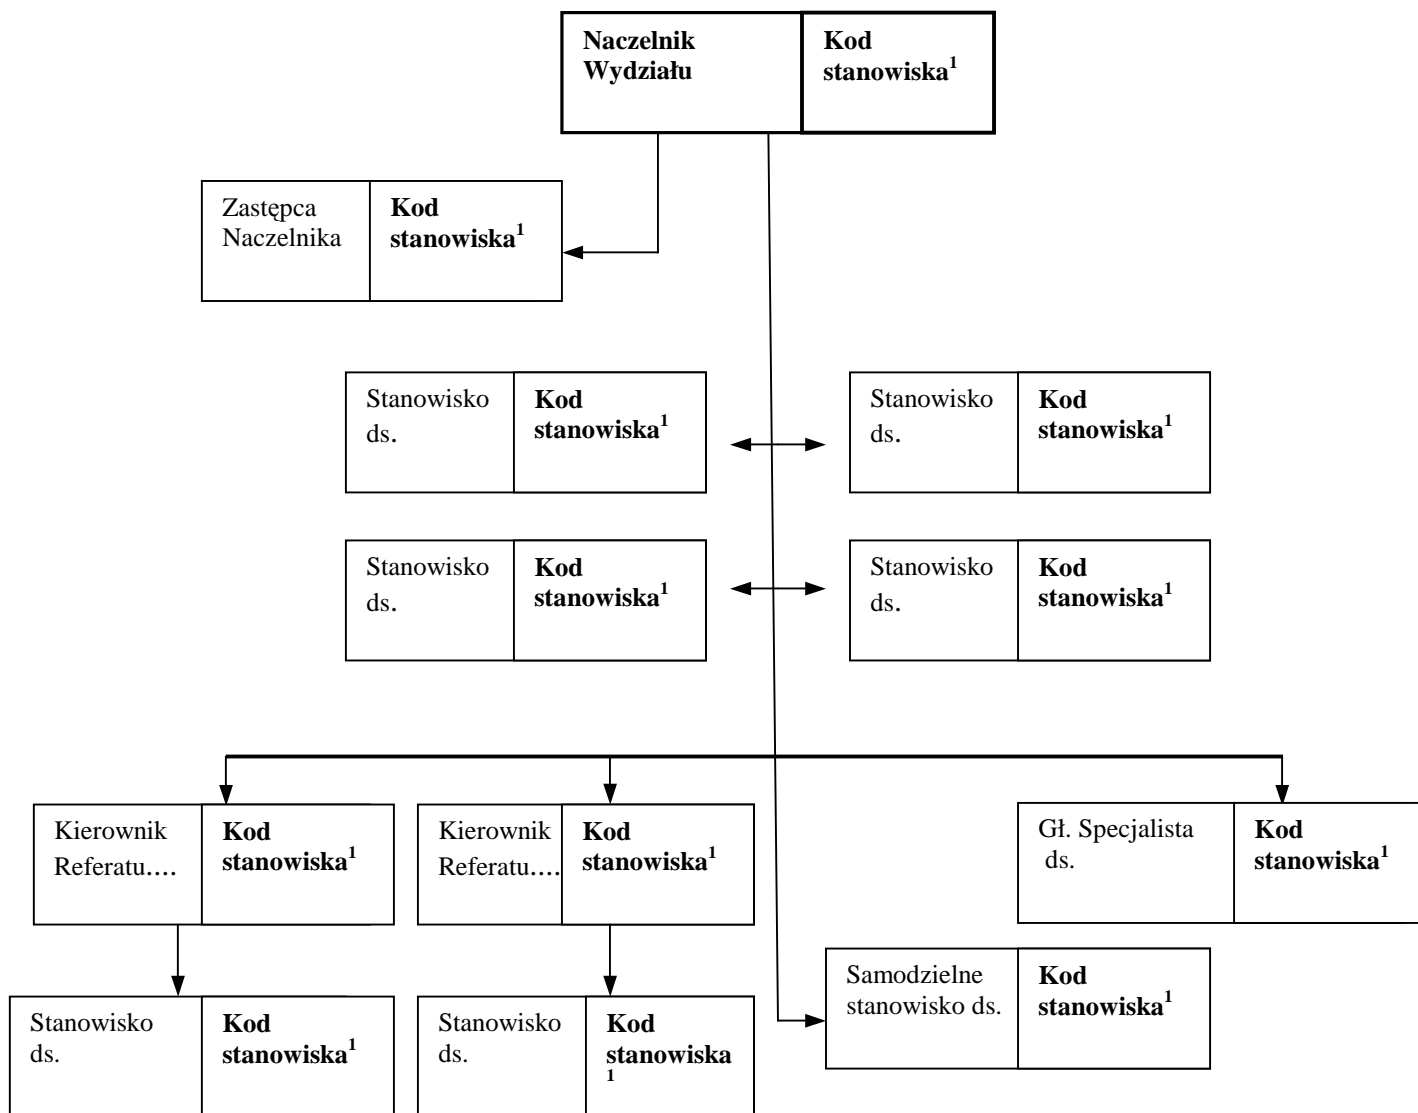 Naczelnik
Wydziału
Kod
stanowiska¹
Zastępca
Naczelnika
Kod
stanowiska¹
Stanowisko
ds.
Kod
stanowiska¹
Stanowisko
ds.
Kod
stanowiska¹
Stanowisko
ds.
Kod
stanowiska¹
Stanowisko
ds.
Kod
stanowiska¹
Kierownik
Referatu....
Kod
stanowiska¹
Kierownik
Referatu....
Kod
stanowiska¹
Gł. Specjalista
ds.
Kod
stanowiska¹
Samodzielne
stanowisko ds.
Kod
stanowiska¹
Stanowisko
ds.
Kod
stanowiska¹
Stanowisko
ds.
Kod
stanowiska
1